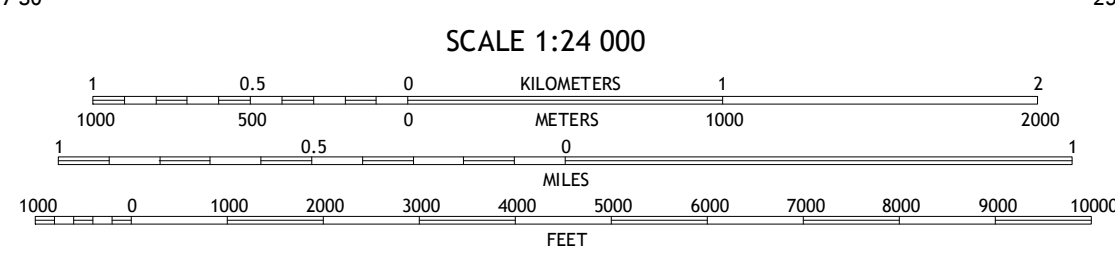 SCALE 1:24 000
1 0.5 0 KILOMETERS 1 2
1000 500 0 METERS 1000 2000
1 0.5 0 1
MILES
1000 0 1000 2000 3000 4000 5000 6000 7000 8000 9000 10000
FEET